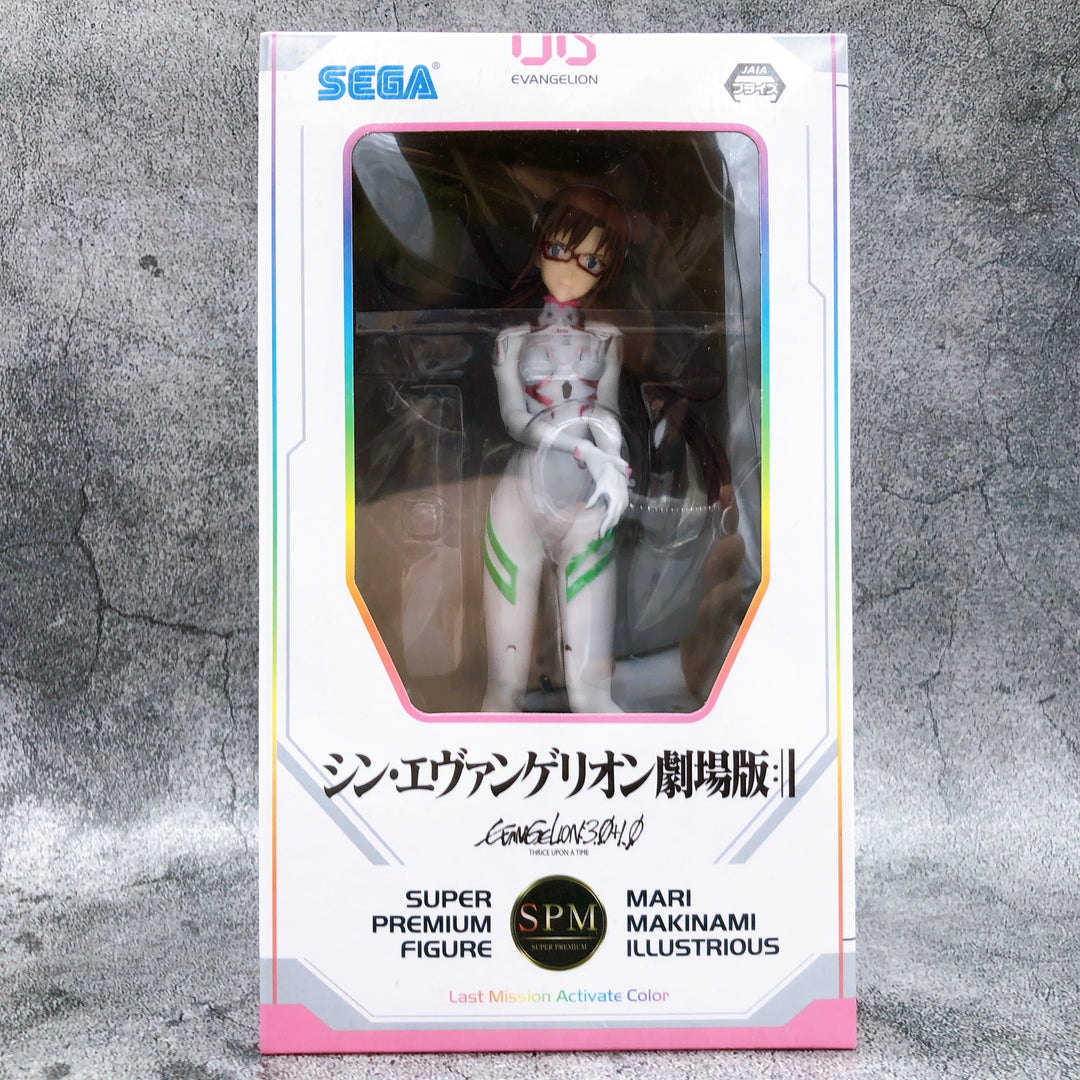 SEGA®
EVANGELION
JAIA
プライズ
シン・エヴァンゲリオン劇場版:||
EVANGELION:3.0+1.0
THRICE UPON A TIME
SUPER
PREMIUM
FIGURE
SPM
SUPER PREMIUM
MARI
MAKINAMI
ILLUSTRIOUS
Last Mission Activate Color